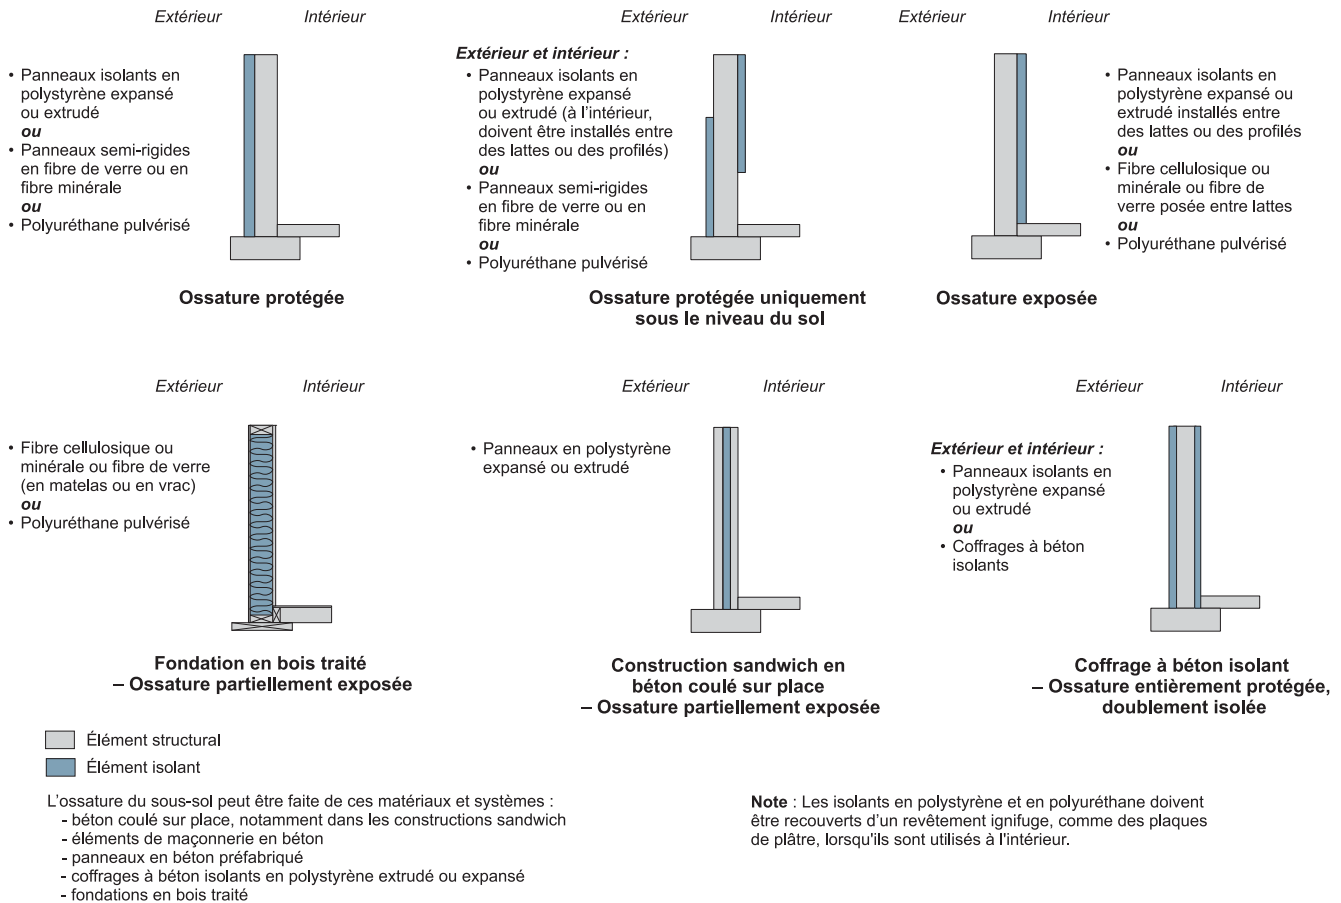 Extérieur
Intérieur
• Panneaux isolants en
polystyrène expansé
ou extrudé
ou
• Panneaux semi-rigides
en fibre de verre ou en
fibre minérale
ou
• Polyuréthane pulvérisé
Ossature protégée
Extérieur
Intérieur
Extérieur et intérieur :
• Panneaux isolants en
polystyrène expansé
ou extrudé (à l'intérieur,
doivent être installés entre
des lattes ou des profilés)
ou
• Panneaux semi-rigides
en fibre de verre ou en
fibre minérale
ou
• Polyuréthane pulvérisé
Ossature protégée uniquement
sous le niveau du sol
Extérieur
Intérieur
• Panneaux isolants en
polystyrène expansé ou
extrudé installés entre
des lattes ou des profilés
ou
• Fibre cellulosique ou
minérale ou fibre de
verre posée entre lattes
ou
• Polyuréthane pulvérisé
Ossature exposée
Extérieur
Intérieur
• Fibre cellulosique ou
minérale ou fibre de verre
(en matelas ou en vrac)
ou
• Polyuréthane pulvérisé
Fondation en bois traité
– Ossature partiellement exposée
Extérieur
Intérieur
• Panneaux en polystyrène
expansé ou extrudé
Construction sandwich en
béton coulé sur place
– Ossature partiellement exposée
Extérieur
Intérieur
Extérieur et intérieur :
• Panneaux isolants en
polystyrène expansé
ou extrudé
ou
• Coffrages à béton
isolants
Coffrage à béton isolant
– Ossature entièrement protégée,
doublement isolée
Élément structural
Élément isolant
L'ossature du sous-sol peut être faite de ces matériaux et systèmes :
- béton coulé sur place, notamment dans les constructions sandwich
- éléments de maçonnerie en béton
- panneaux en béton préfabriqué
- coffrages à béton isolants en polystyrène extrudé ou expansé
- fondations en bois traité
Note : Les isolants en polystyrène et en polyuréthane doivent
être recouverts d'un revêtement ignifuge, comme des plaques
de plâtre, lorsqu'ils sont utilisés à l'intérieur.